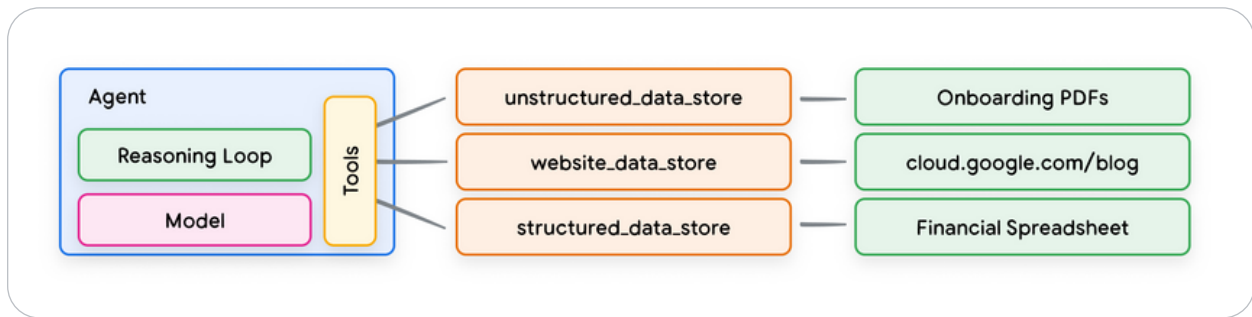 Agent
Reasoning Loop
Model
Tools
unstructured_data_store
website_data_store
structured_data_store
Onboarding PDFs
cloud.google.com/blog
Financial Spreadsheet